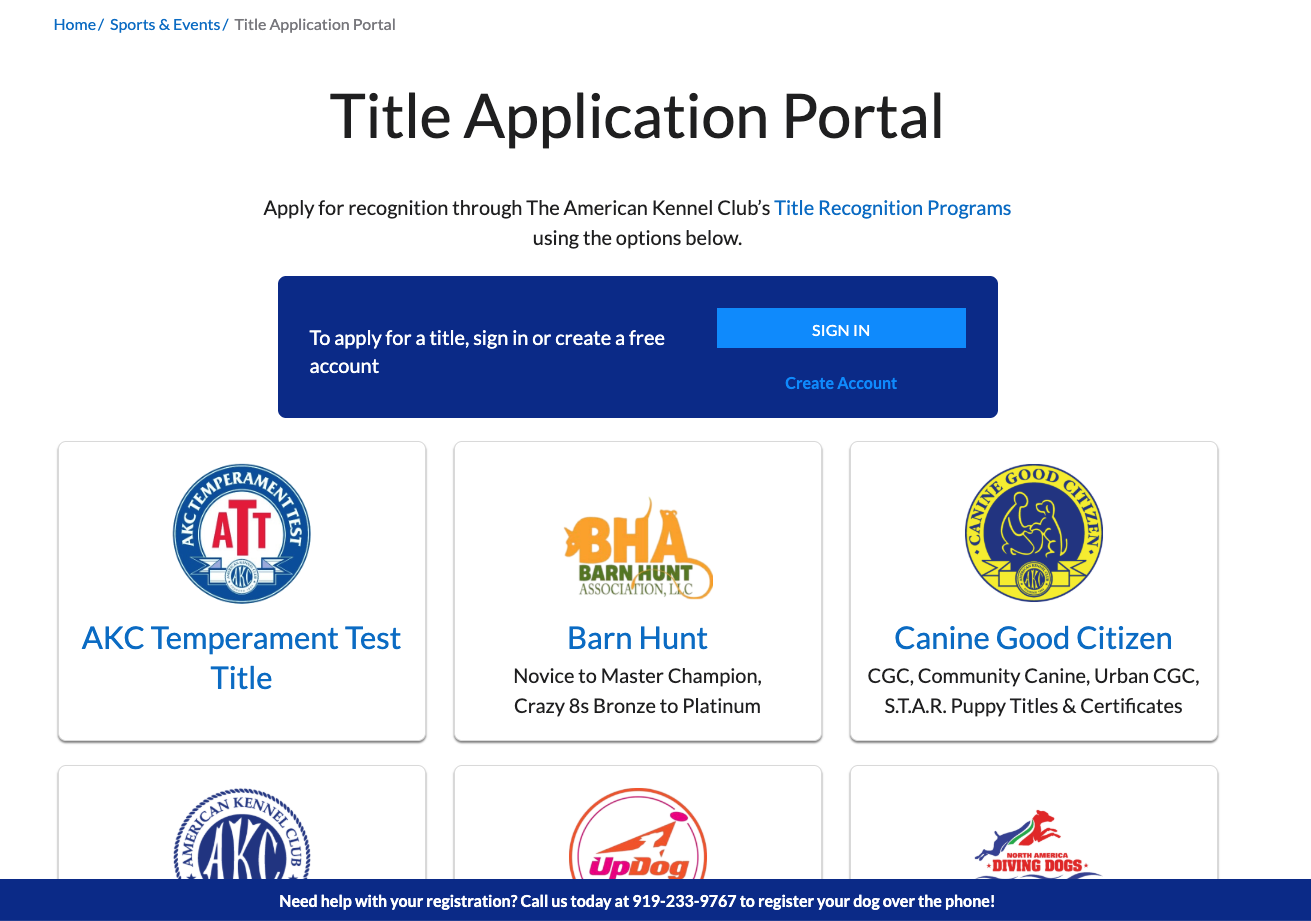 Home/ Sports & Events/ Title Application Portal
Title Application Portal
Apply for recognition through The American Kennel Club’s Title Recognition Programs
using the options below.
To apply for a title, sign in or create a free
account
SIGN IN
Create Account
AKC TEMPERAMENT TEST
ATT
AKC
AKC Temperament Test
Title
BHA
BARN HUNT
ASSOCIATION, LLC
Barn Hunt
Novice to Master Champion,
Crazy 8s Bronze to Platinum
CANINE GOOD CITIZEN
AKC
Canine Good Citizen
CGC, Community Canine, Urban CGC,
S.T.A.R. Puppy Titles & Certificates
AMERICAN KENNEL CLUB
AKC
UpDog
NORTH AMERICA
DIVING DOGS
Need help with your registration? Call us today at 919-233-9767 to register your dog over the phone!